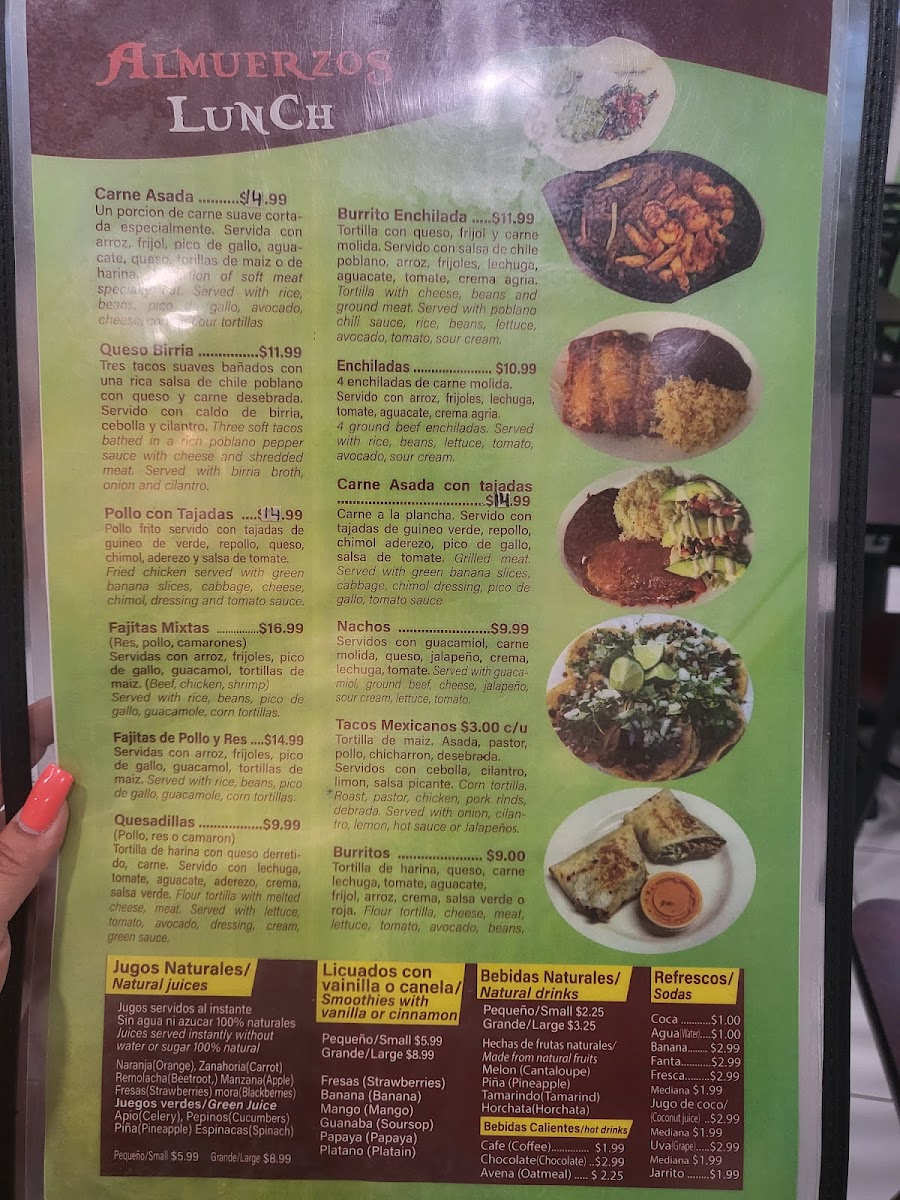 ALMUERZOS
LUNCH
Carne Asada ..........$14.99
Un porcion de carne suave corta-
da especialmente. Servida con
arroz, frijol, pico de gallo, agua-
cate, queso, torillas de maiz o de
harina. of soft meat
specialy cut. Served with rice,
beans, pico de gallo, avocado,
cheese, flour tortillas
Queso Birria ...............$11.99
Tres tacos suaves bañados con
una rica salsa de chile poblano
con queso y carne desebrada.
Servido con caldo de birria,
cebolla y cilantro. Three soft tacos
bathed in a rich poblano pepper
sauce with cheese and shredded
meat. Served with birria broth,
onion and cilantro.
Pollo con Tajadas ....$14.99
Pollo frito servido con tajadas de
guineo de verde, repollo, queso,
chimol, aderezo y salsa de tomate.
Fried chicken served with green
banana slices, cabbage, cheese,
chimol, dressing and tomato sauce.
Fajitas Mixtas ..............$16.99
(Res, pollo, camarones)
Servidas con arroz, frijoles, pico
de gallo, guacamol, tortillas de
maiz. (Beef, chicken, shrimp)
Served with rice, beans, pico de
gallo, guacamole, corn tortillas.
Fajitas de Pollo y Res ....$14.99
Servidas con arroz, frijoles, pico
de gallo, guacamol, tortillas de
maiz. Served with rice, beans, pico
de gallo, guacamole, corn tortillas.
Quesadillas ...................$9.99
(Pollo, res o camaron)
Tortilla de harina con queso derreti-
do, carne. Servido con lechuga,
tomate, aguacate, aderezo, crema,
salsa verde. Flour tortilla with melted
cheese, meat. Served with lettuce,
tomato, avocado, dressing, cream,
green sauce.
Burrito Enchilada .....$11.99
Tortilla con queso, frijol y carne
molida. Servido con salsa de chile
poblano, arroz, frijoles, lechuga,
aguacate, tomate, crema agria.
Tortilla with cheese, beans and
ground meat. Served with poblano
chili sauce, rice, beans, lettuce,
avocado, tomato, sour cream.
Enchiladas ................... $10.99
4 enchiladas de carne molida.
Servido con arroz, frijoles, lechuga,
tomate, aguacate, crema agria.
4 ground beef enchiladas. Served
with rice, beans, lettuce, tomato,
avocado, sour cream.
Carne Asada con tajadas
...................................$14.99
Carne a la plancha. Servido con
tajadas de guineo verde, repollo,
chimol aderezo, pico de gallo,
salsa de tomate. Grilled meat.
Served with green banana slices,
cabbage, chimol dressing, pico de
gallo, tomato sauce
Nachos .......................$9.99
Servidos con guacamiol, carne
molida, queso, jalapeño, crema,
lechuga, tomate. Served with guaca-
miol, ground beef, cheese, jalapeño,
sour cream, lettuce, tomato.
Tacos Mexicanos $3.00 c/u
Tortilla de maiz. Asada, pastor,
pollo, chicharron, desebrada.
Servidos con cebolla, cilantro,
limon, salsa picante. Corn tortilla.
Roast, pastor, chicken, pork rinds,
debrada. Served with onion, cilan-
tro, lemon, hot sauce or Jalapeños.
Burritos ..................... $9.00
Tortilla de harina, queso, carne
lechuga, tomate, aguacate,
frijol, arroz, crema, salsa verde o
roja. Flour tortilla, cheese, meat,
lettuce, tomato, avocado, beans,
Jugos Naturales/
Natural juices
Jugos servidos al instante
Sin agua ni azucar 100% naturales
Juices served instantly without
water or sugar 100% natural
Naranja(Orange), Zanahoria(Carrot)
Remolacha(Beetroot,) Manzana(Apple)
Fresas(Strawberries) mora(Blackberries)
Juegos verdes/Green Juice
Apio(Celery), Pepinos(Cucumbers)
Piña(Pineapple) Espinacas(Spinach)
Pequeño/Small $5.99 Grande/Large $8.99
Licuados con
vainilla o canela/
Smoothies with
vanilla or cinnamon
Pequeño/Small $5.99
Grande/Large $8.99
Fresas (Strawberries)
Banana (Banana)
Mango (Mango)
Guanaba (Soursop)
Papaya (Papaya)
Platano (Platain)
Bebidas Naturales/
Natural drinks
Pequeño/Small $2.25
Grande/Large $3.25
Hechas de frutas naturales/
Made from natural fruits
Melon (Cantaloupe)
Piña (Pineapple)
Tamarindo(Tamarind)
Horchata(Horchata)
Bebidas Calientes/hot drinks
Cafe (Coffee)............. $1.99
Chocolate(Chocolate) ..$2.99
Avena (Oatmeal) ..... $ 2.25
Refrescos/
Sodas
Coca ..........$1.00
Agua(Water)....$1.00
Banana....... $2.99
Fanta..........$2.99
Fresca.........$2.99
Mediana $1.99
Jugo de coco/
(Coconut juice) ..$2.99
Mediana $1.99
Uva(Grape).....$2.99
Mediana $1.99
Jarrito .......$1.99